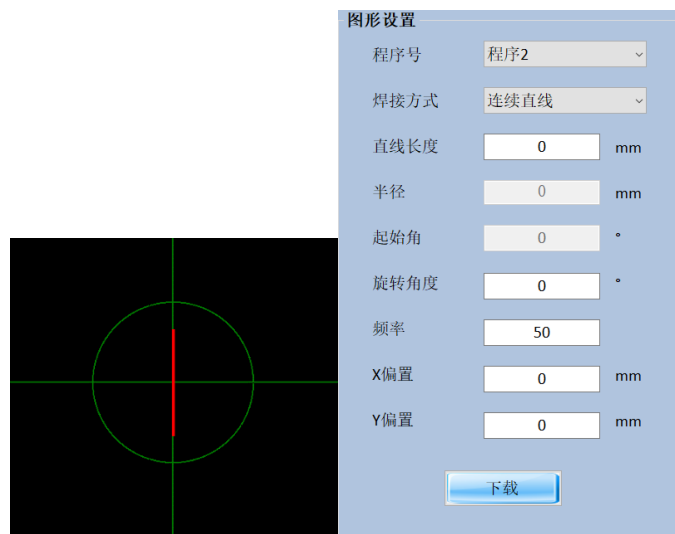 图形设置
程序号 程序2
焊接方式 连续直线
直线长度 0 mm
半径 0 mm
起始角 0 °
旋转角度 0 °
频率 50
X偏置 0 mm
Y偏置 0 mm
下载